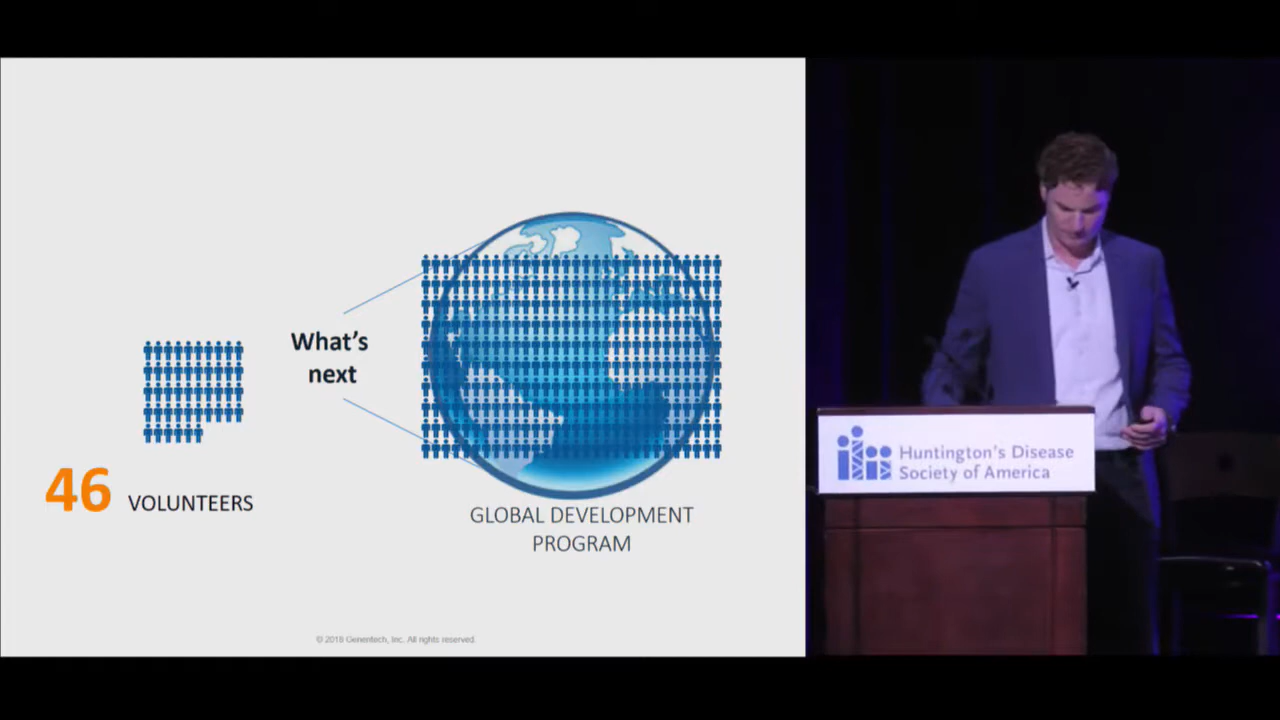 What's
next
46 VOLUNTEERS
GLOBAL DEVELOPMENT
PROGRAM
© 2018 Genentech, Inc. All rights reserved.
Huntington's Disease
Society of America